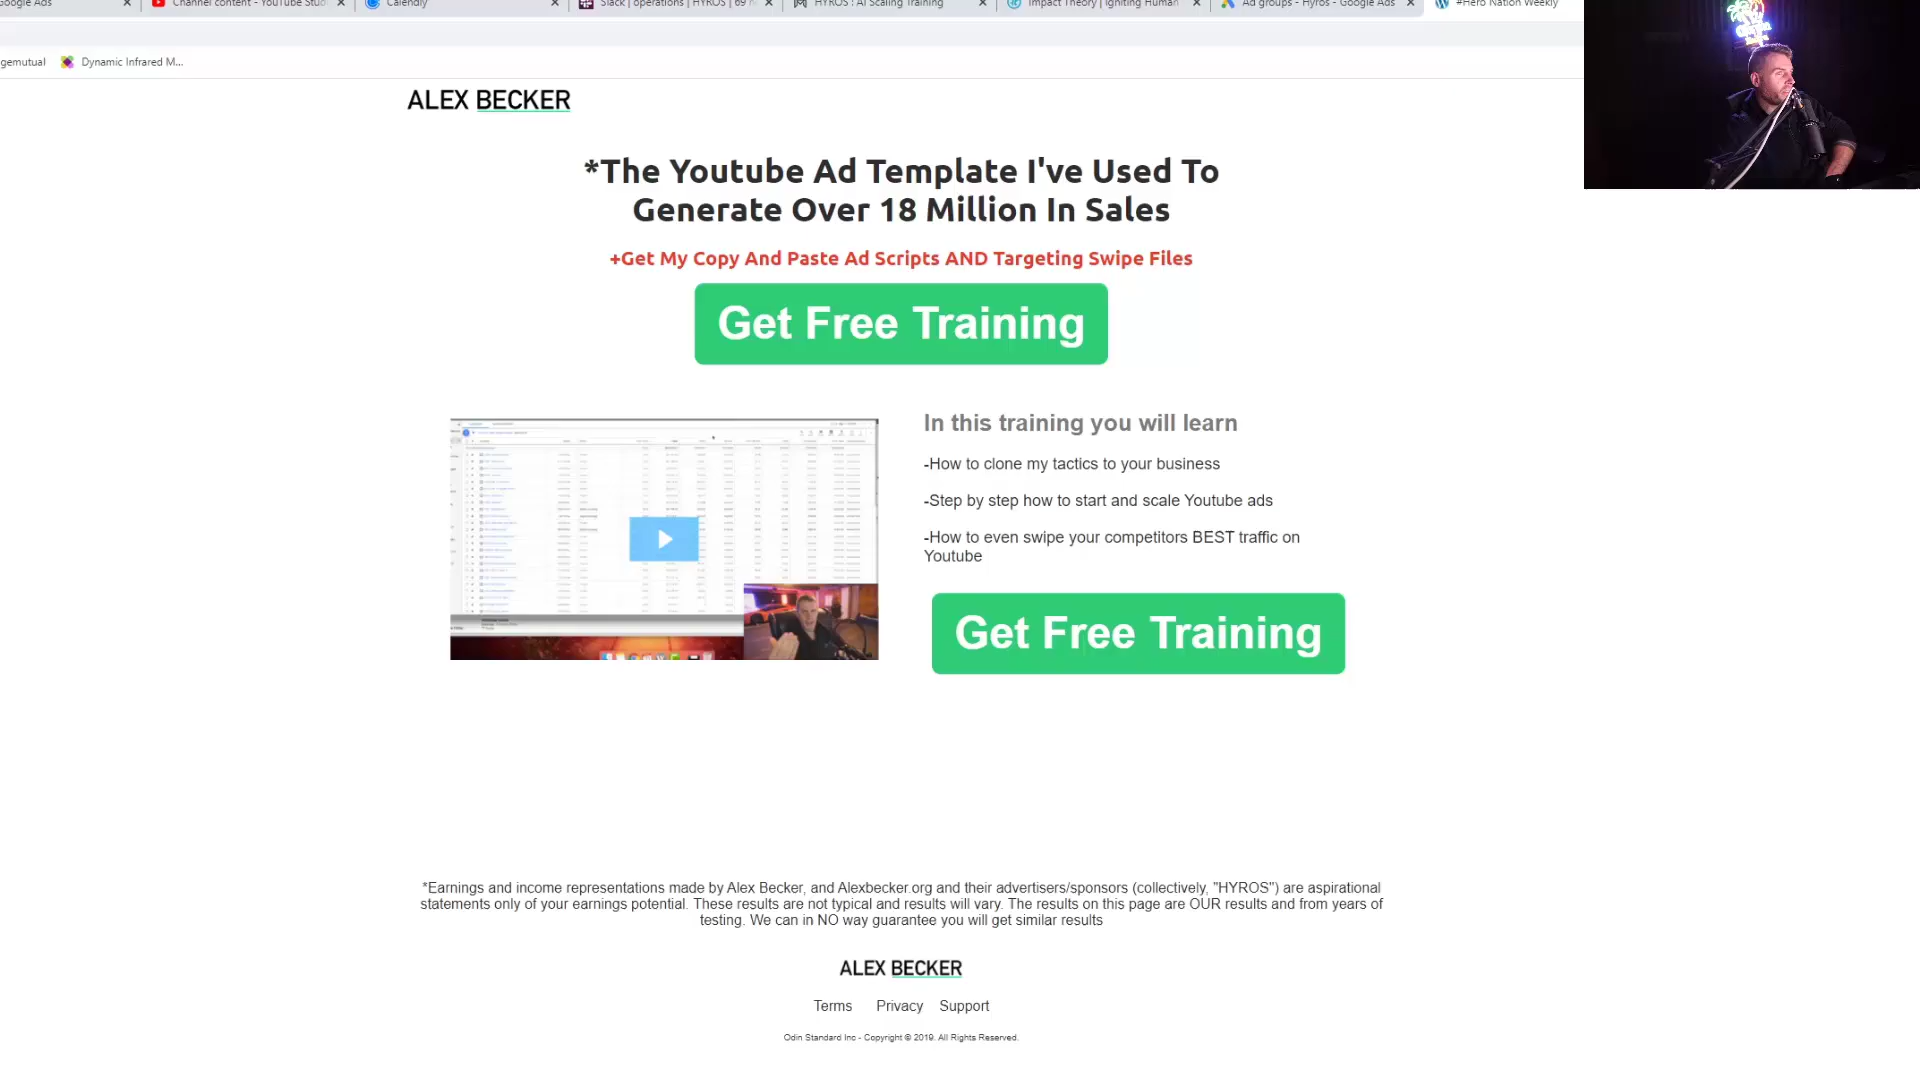 Google Ads
Channel content - YouTube Studi
Calendly
Slack | operations | HYROS | 69 n
HYROS : AI Scaling Training
Impact Theory | Igniting Human
Ad groups - Hyros - Google Ads
#Hero Nation Weekly
gemutual
Dynamic Infrared M...
ALEX BECKER
*The Youtube Ad Template I've Used To
Generate Over 18 Million In Sales
+Get My Copy And Paste Ad Scripts AND Targeting Swipe Files
Get Free Training
In this training you will learn
-How to clone my tactics to your business
-Step by step how to start and scale Youtube ads
-How to even swipe your competitors BEST traffic on
Youtube
Get Free Training
*Earnings and income representations made by Alex Becker, and Alexbecker.org and their advertisers/sponsors (collectively, "HYROS") are aspirational
statements only of your earnings potential. These results are not typical and results will vary. The results on this page are OUR results and from years of
testing. We can in NO way guarantee you will get similar results
ALEX BECKER
Terms Privacy Support
Odin Standard Inc - Copyright © 2019. All Rights Reserved.